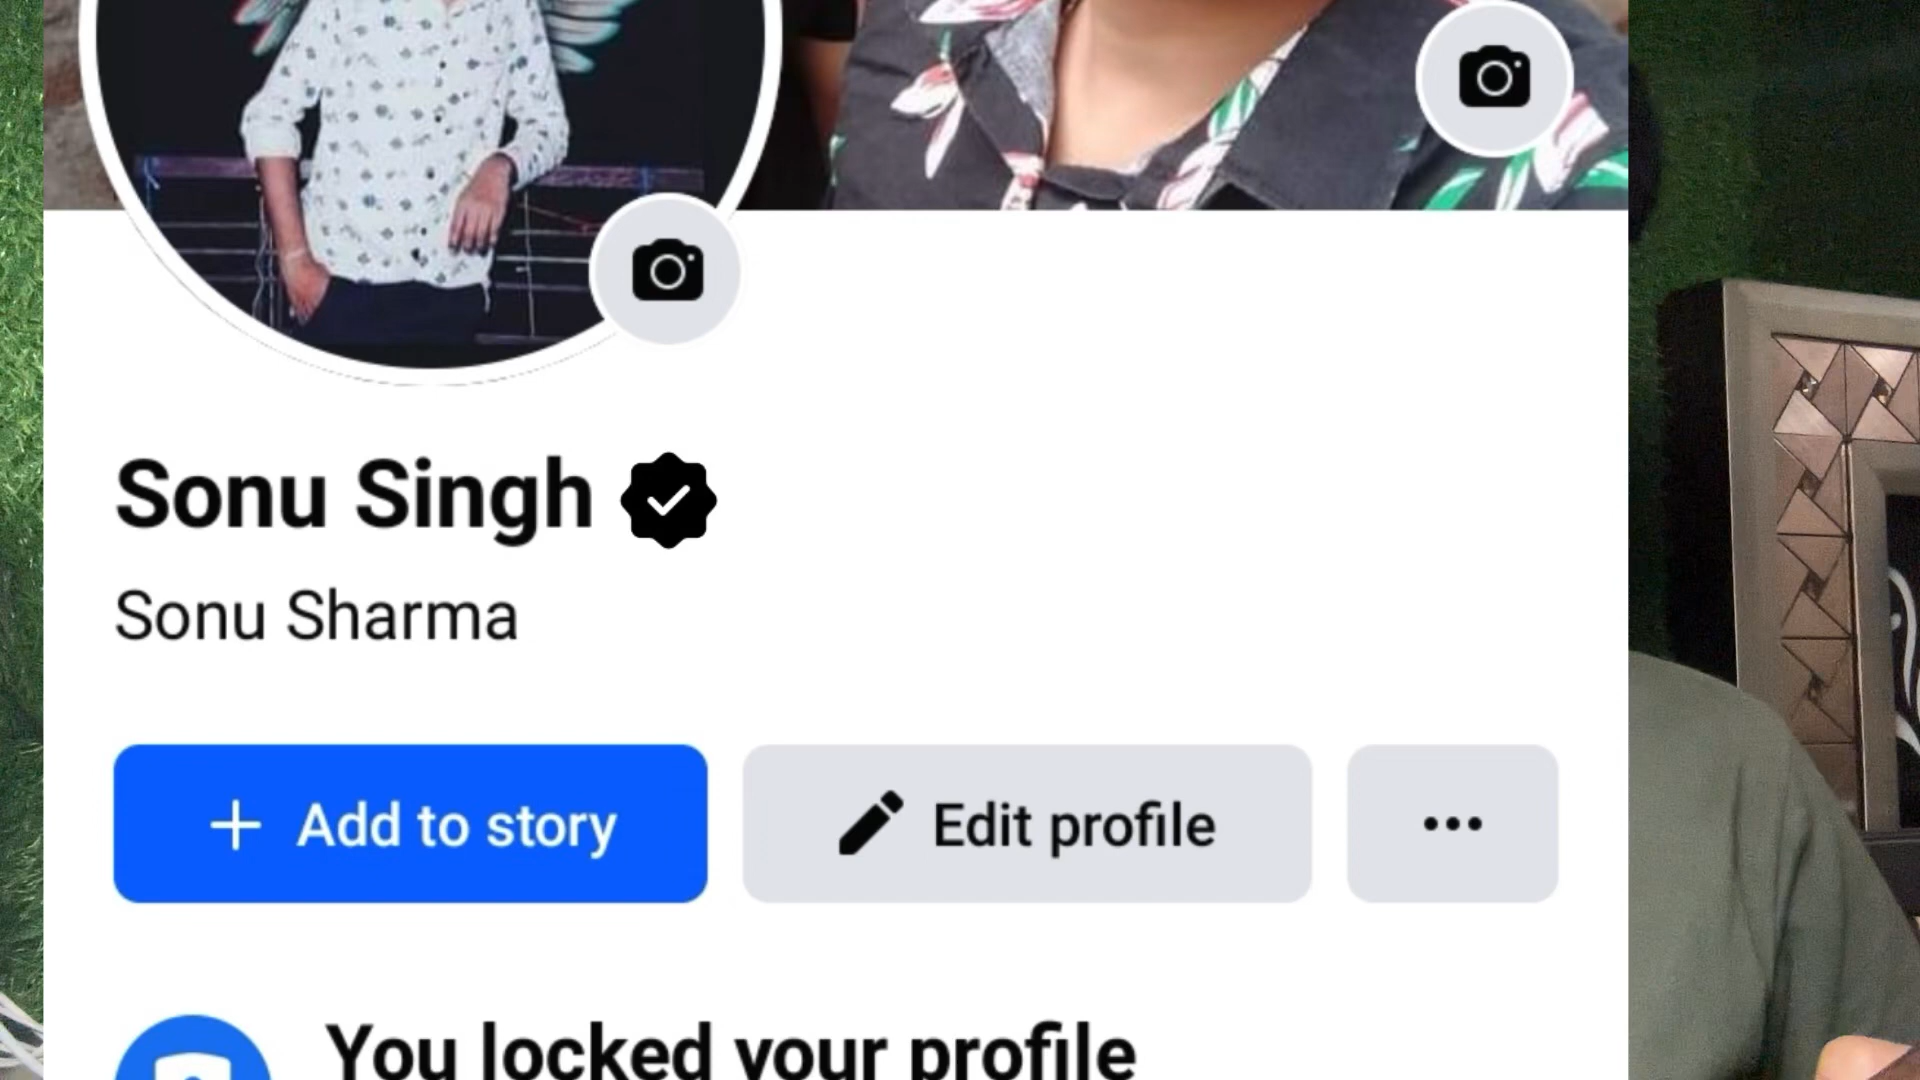 Sonu Singh
Sonu Sharma
+ Add to story
Edit profile
You locked your profile